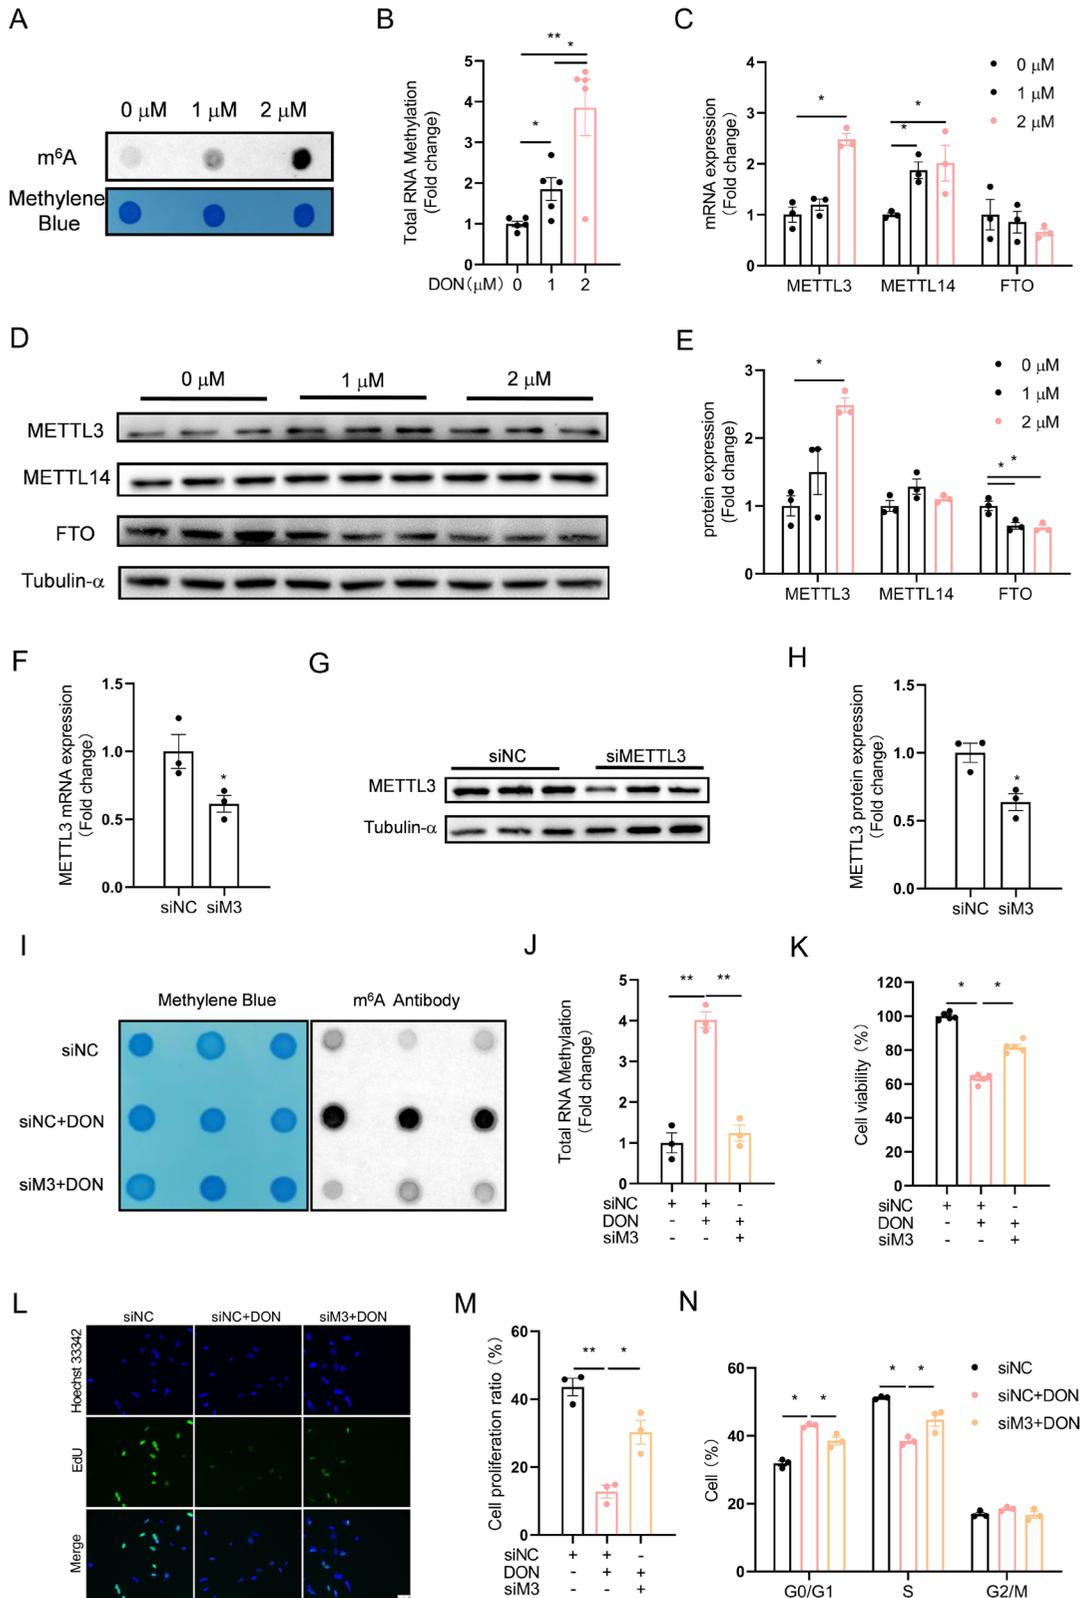 A
0 μM 1 μM 2 μM
m⁶A
Methylene
Blue
B
Total RNA Methylation
(Fold change)
5
4
3
2
1
0
** *
*
DON(μM) 0 1 2
C
mRNA expression
(Fold change)
4
3
2
1
0
*
*
*
METTL3 METTL14 FTO
0 μM
1 μM
2 μM
D
0 μM 1 μM 2 μM
METTL3
METTL14
FTO
Tubulin-α
E
protein expression
(Fold change)
3
2
1
0
*
* *
METTL3 METTL14 FTO
0 μM
1 μM
2 μM
F
METTL3 mRNA expression
(Fold change)
1.5
1.0
0.5
0.0
*
siNC siM3
G
siNC siMETTL3
METTL3
Tubulin-α
H
METTL3 protein expression
(Fold change)
1.5
1.0
0.5
0.0
*
siNC siM3
I
Methylene Blue m⁶A Antibody
siNC
siNC+DON
siM3+DON
J
Total RNA Methylation
(Fold change)
5
4
3
2
1
0
** **
siNC + + -
DON - + +
siM3 - - +
K
Cell viability (%)
120
100
80
60
40
20
0
* *
siNC + + -
DON - + +
siM3 - - +
L
siNC siNC+DON siM3+DON
Hoechst 33342
EdU
Merge
M
Cell proliferation ratio (%)
60
40
20
0
** *
siNC + + -
DON - + +
siM3 - - +
N
Cell (%)
60
40
20
0
* *
* *
G0/G1 S G2/M
siNC
siNC+DON
siM3+DON